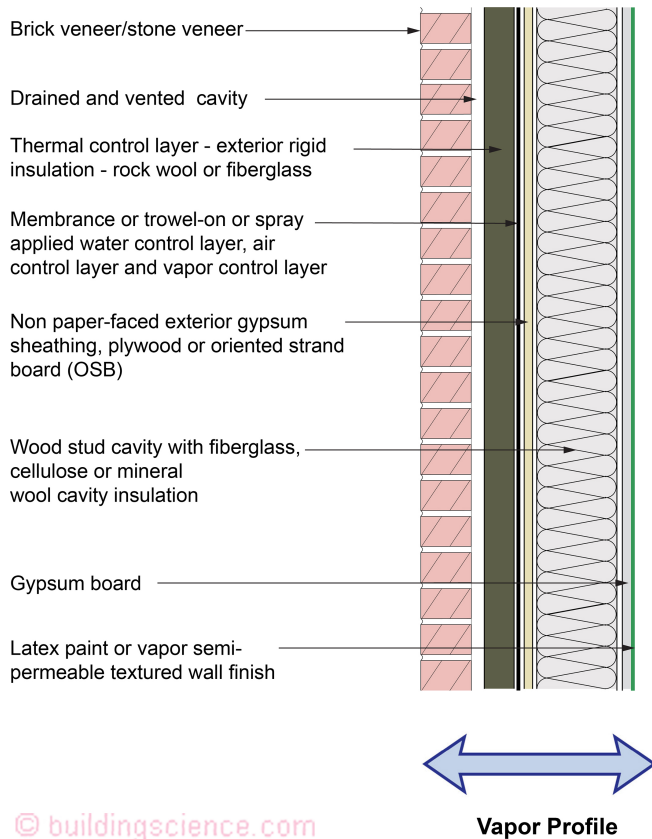 Brick veneer/stone veneer
Drained and vented cavity
Thermal control layer - exterior rigid
insulation - rock wool or fiberglass
Membrance or trowel-on or spray
applied water control layer, air
control layer and vapor control layer
Non paper-faced exterior gypsum
sheathing, plywood or oriented strand
board (OSB)
Wood stud cavity with fiberglass,
cellulose or mineral
wool cavity insulation
Gypsum board
Latex paint or vapor semi-
permeable textured wall finish
© buildingscience.com
Vapor Profile